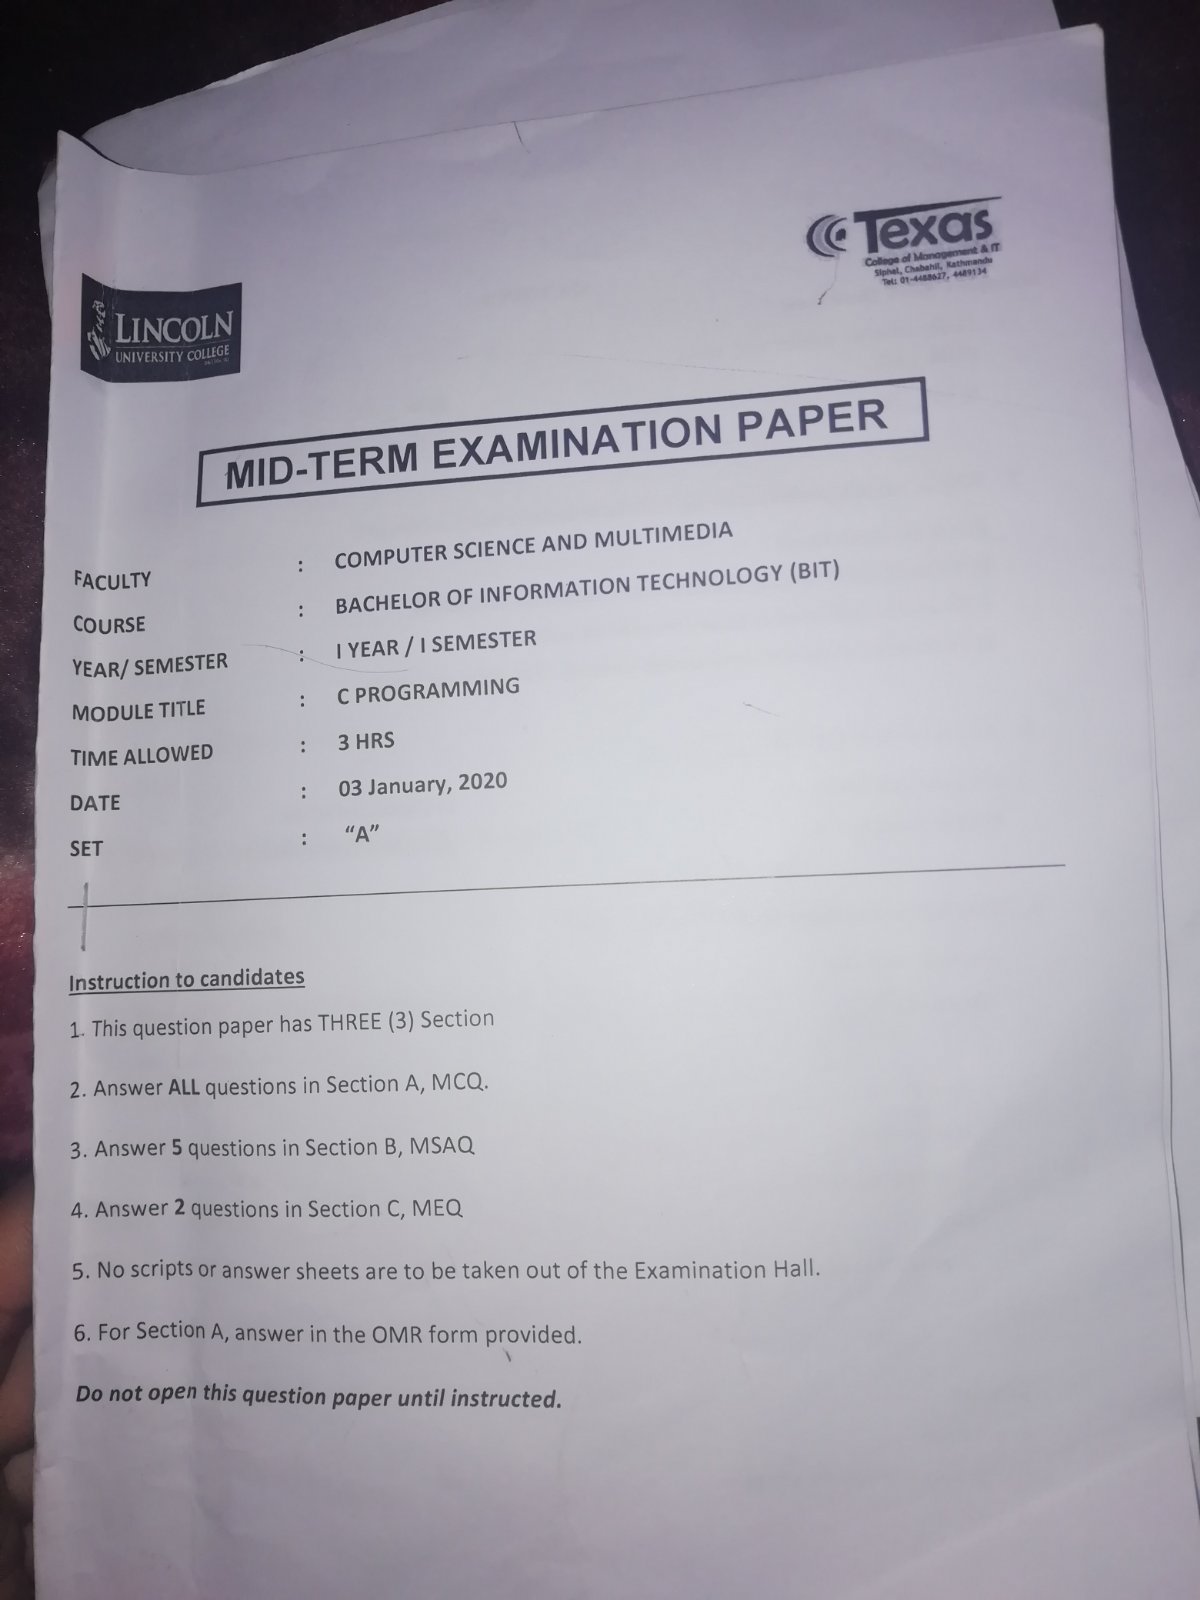 Texas
College of Management & IT
Siphal, Chabahil, Kathmandu
Tel: 01-4488627, 4489134
LINCOLN
UNIVERSITY COLLEGE
MID-TERM EXAMINATION PAPER
FACULTY : COMPUTER SCIENCE AND MULTIMEDIA
COURSE : BACHELOR OF INFORMATION TECHNOLOGY (BIT)
YEAR/ SEMESTER : I YEAR / I SEMESTER
MODULE TITLE : C PROGRAMMING
TIME ALLOWED : 3 HRS
DATE : 03 January, 2020
SET : “A”
Instruction to candidates
1. This question paper has THREE (3) Section
2. Answer ALL questions in Section A, MCQ.
3. Answer 5 questions in Section B, MSAQ
4. Answer 2 questions in Section C, MEQ
5. No scripts or answer sheets are to be taken out of the Examination Hall.
6. For Section A, answer in the OMR form provided.
Do not open this question paper until instructed.